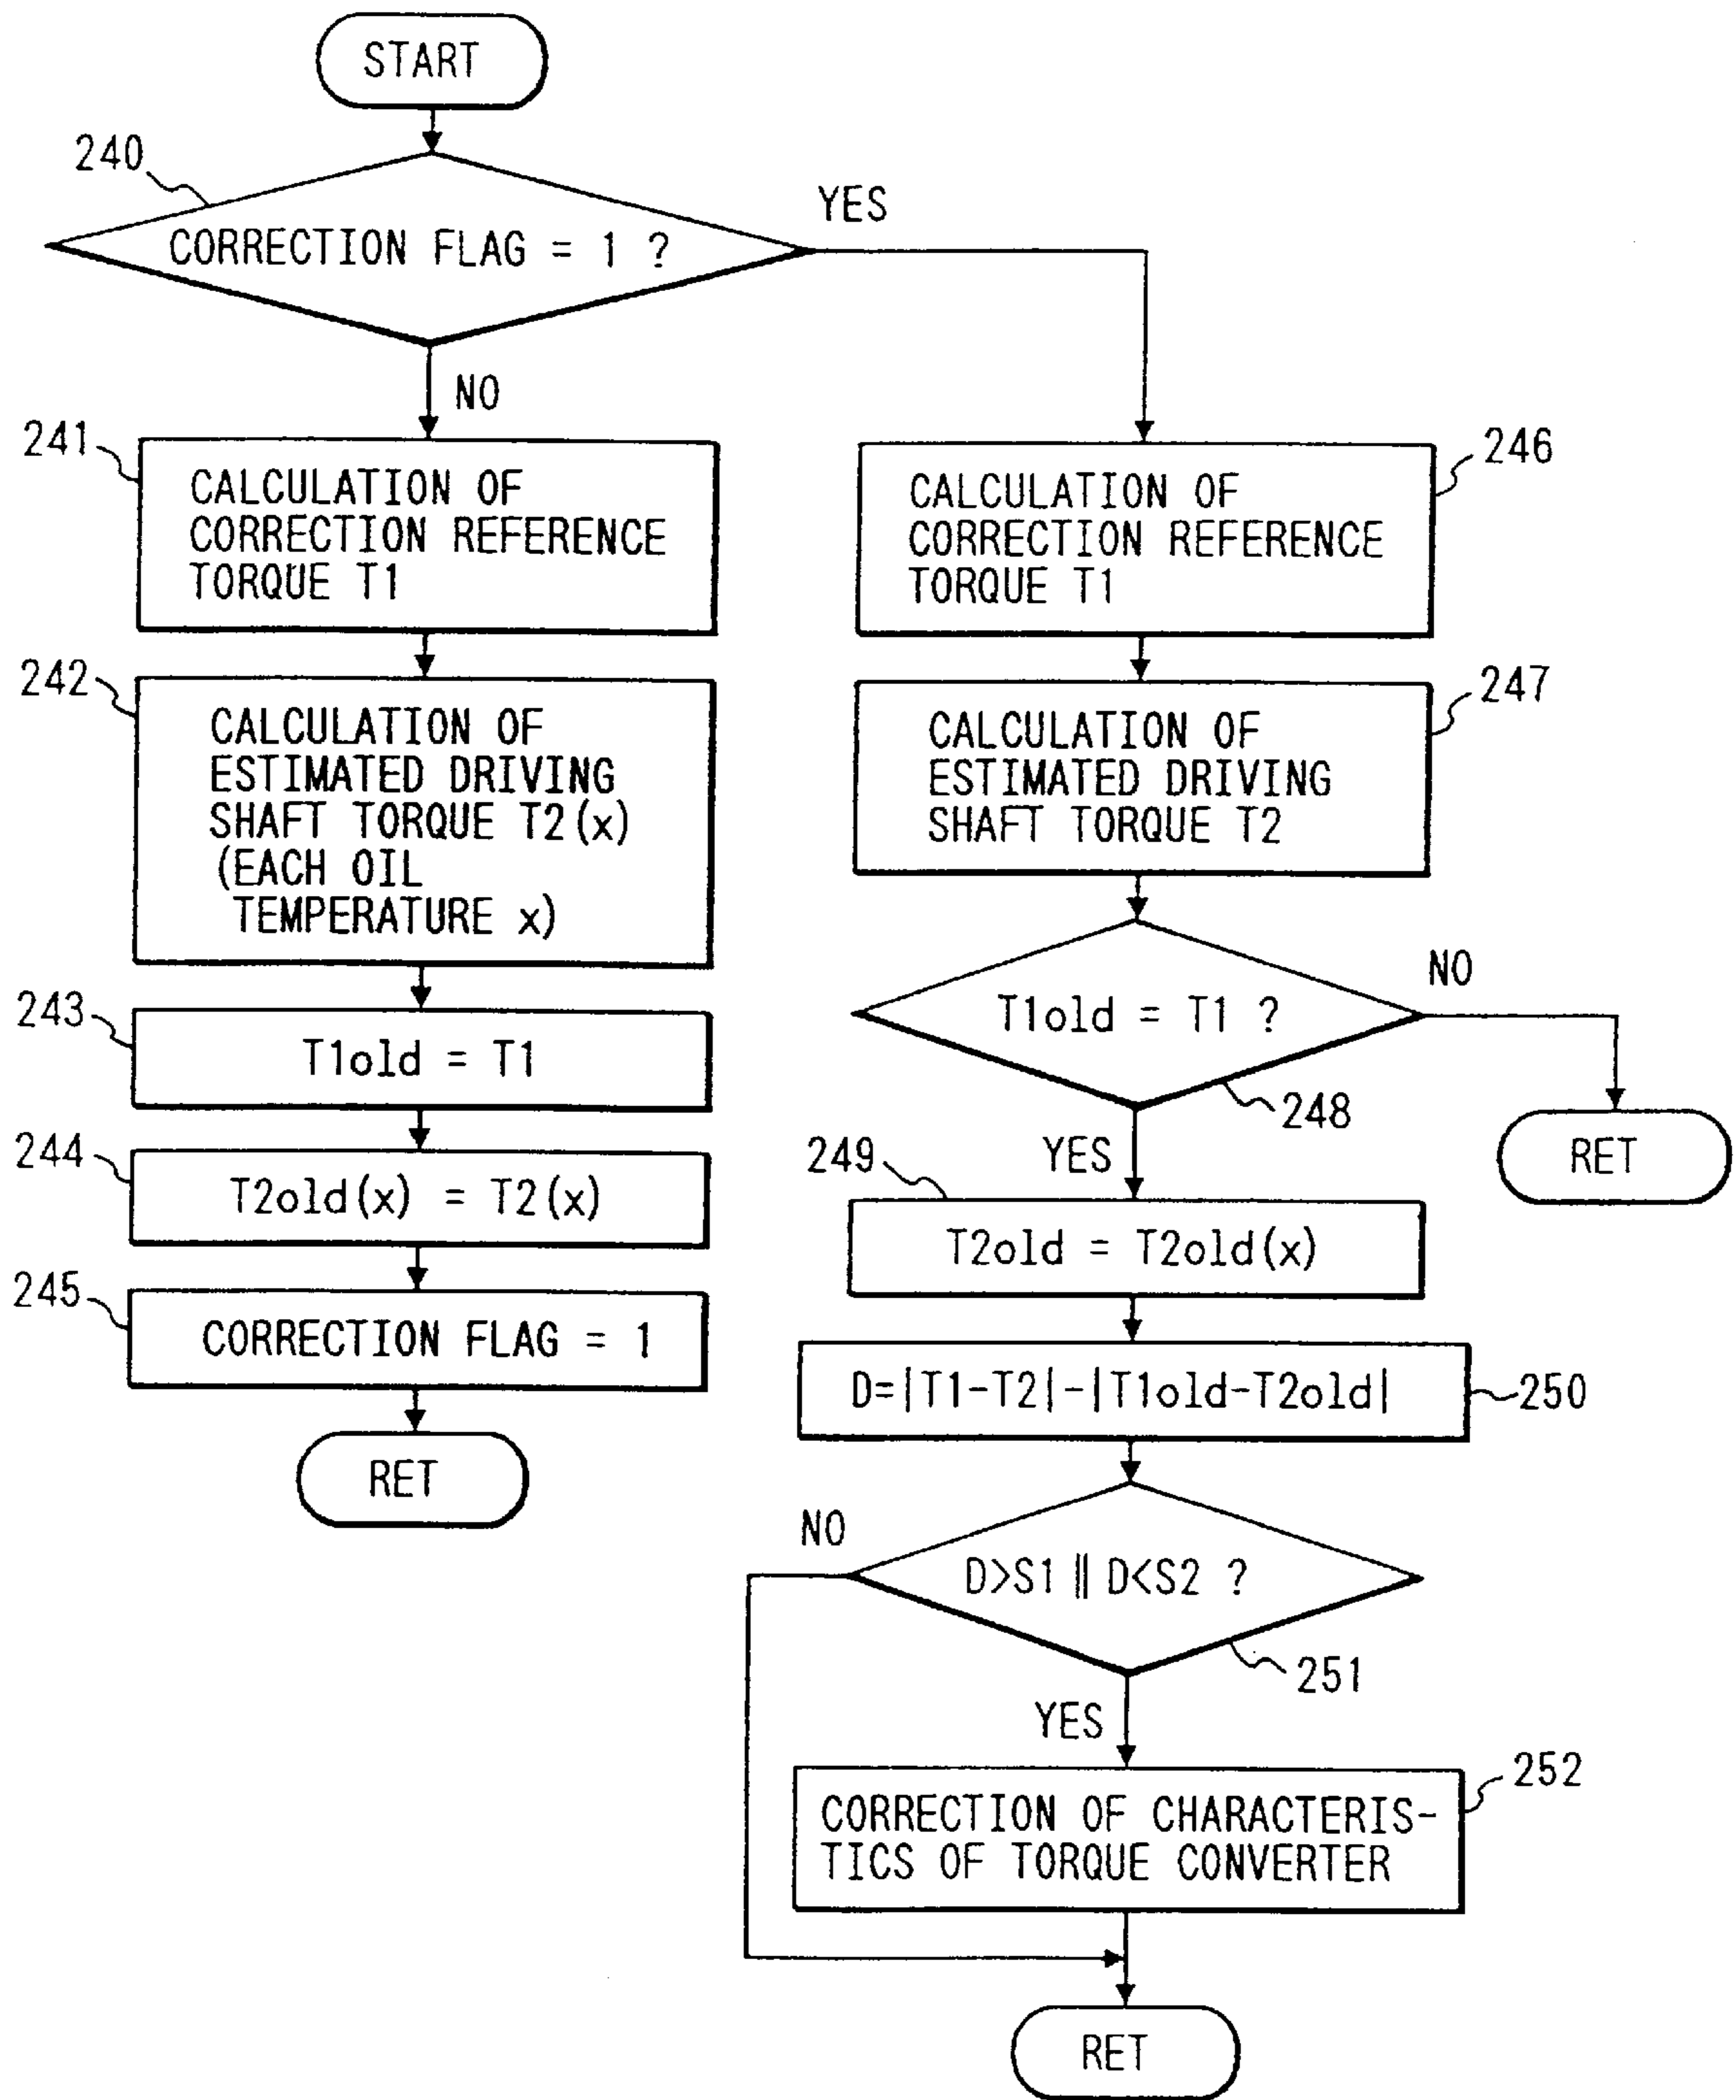 START
240
CORRECTION FLAG = 1 ?
YES
NO
241
CALCULATION OF
CORRECTION REFERENCE
TORQUE T1
242
CALCULATION OF
ESTIMATED DRIVING
SHAFT TORQUE T2(x)
(EACH OIL
TEMPERATURE x)
243
T1old = T1
244
T2old(x) = T2(x)
245
CORRECTION FLAG = 1
RET
246
CALCULATION OF
CORRECTION REFERENCE
TORQUE T1
247
CALCULATION OF
ESTIMATED DRIVING
SHAFT TORQUE T2
T1old = T1 ?
NO
248
RET
YES
249
T2old = T2old(x)
D=|T1-T2|-|T1old-T2old|
250
NO
D>S1 || D<S2 ?
251
YES
252
CORRECTION OF CHARACTERIS-
TICS OF TORQUE CONVERTER
RET